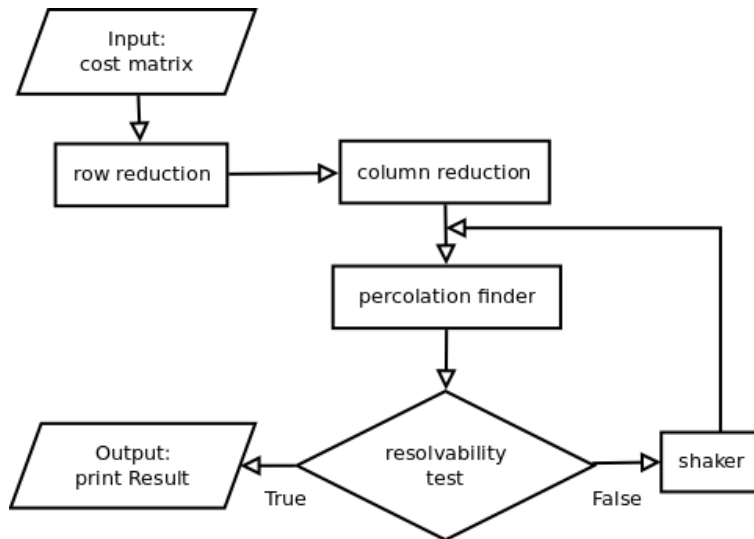 Input:
cost matrix
row reduction
column reduction
percolation finder
resolvability
test
Output:
print Result
True
False
shaker